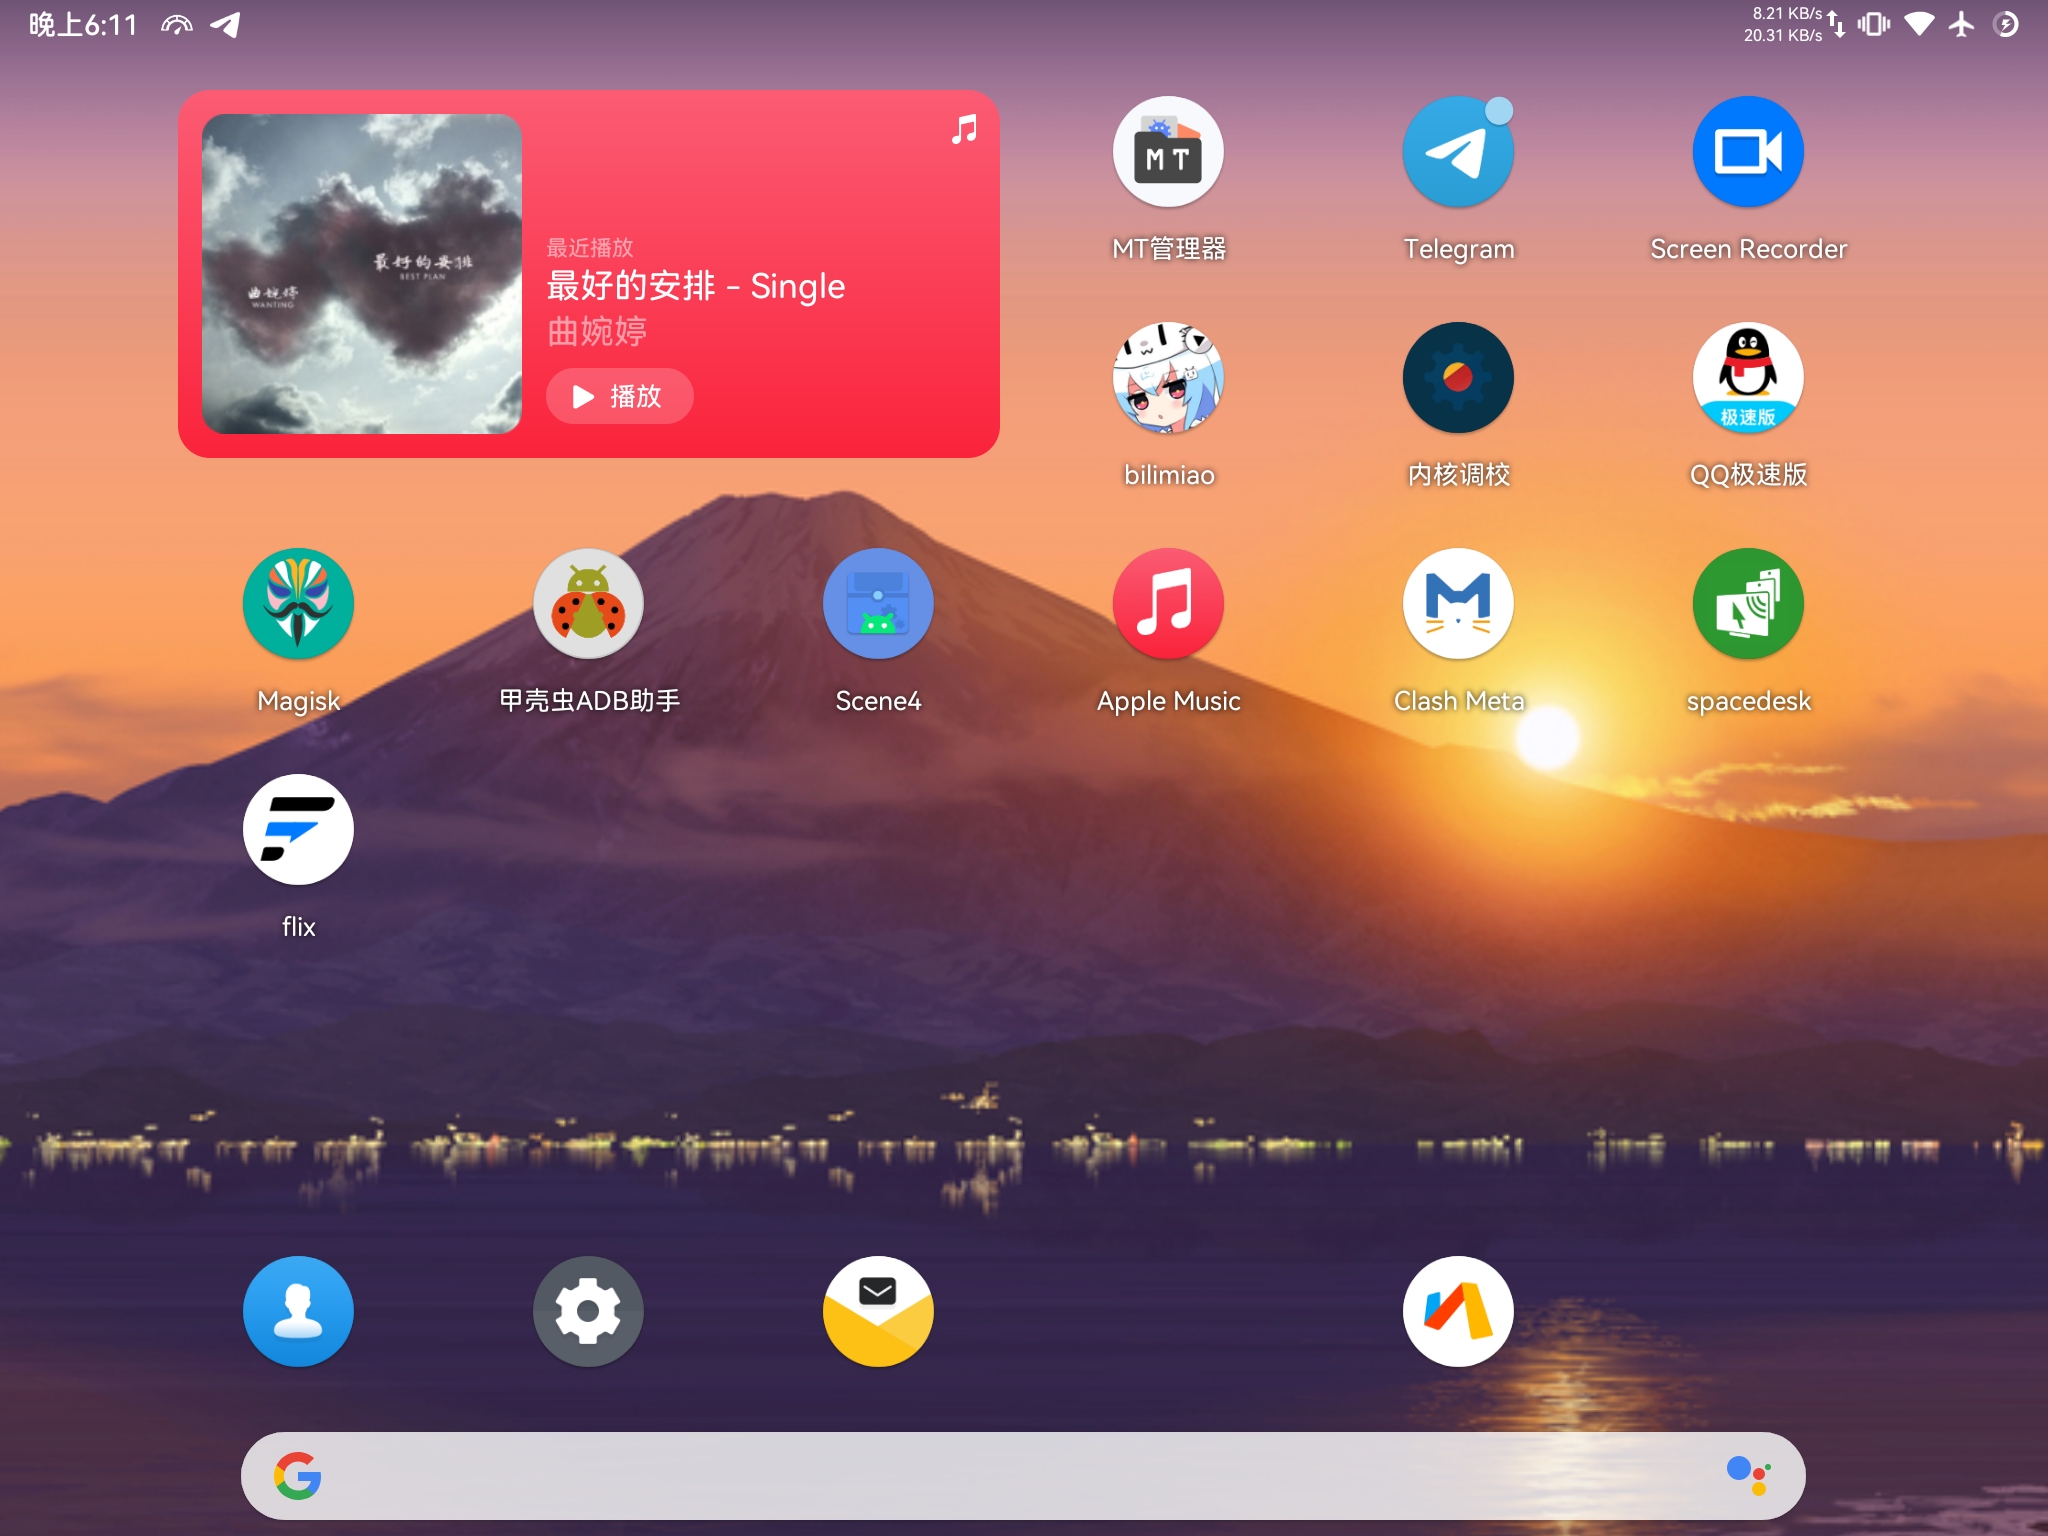 晚上6:11
8.21 KB/s
20.31 KB/s
最好的安排
BEST PLAN
曲婉婷
WANTING
最近播放
最好的安排 - Single
曲婉婷
播放
MT
MT管理器
Telegram
Screen Recorder
bilimiao
内核调校
极速版
QQ极速版
Magisk
甲壳虫ADB助手
Scene4
Apple Music
Clash Meta
spacedesk
flix